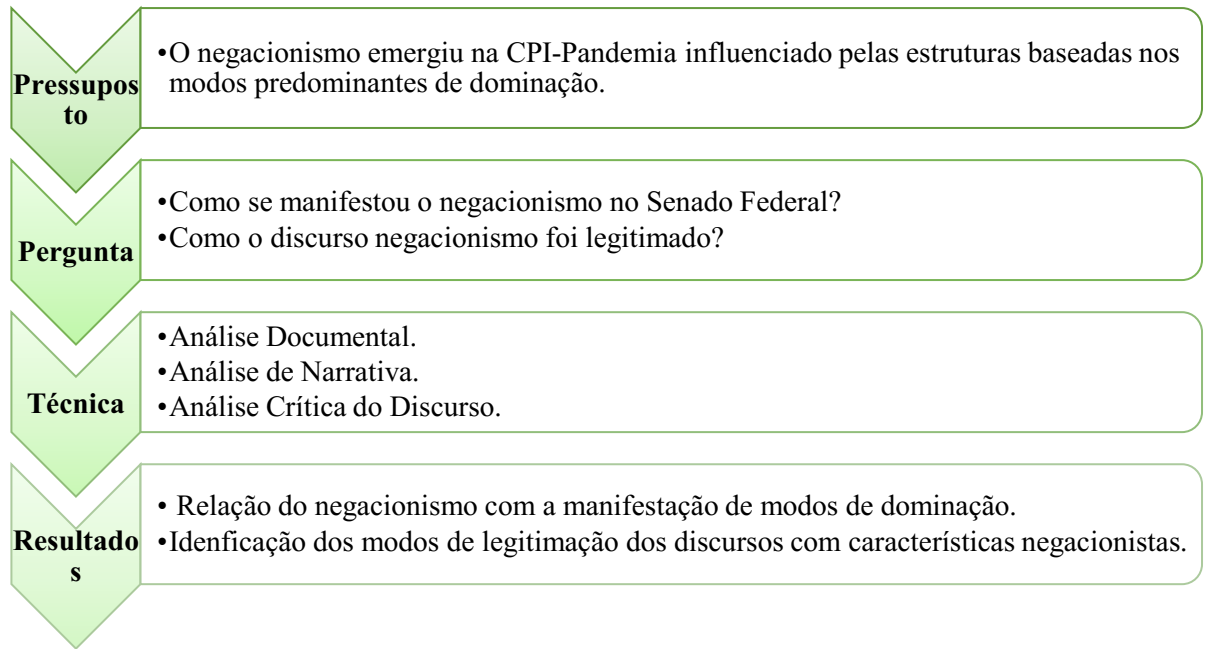 Pressupos
to
•O negacionismo emergiu na CPI-Pandemia influenciado pelas estruturas baseadas nos
modos predominantes de dominação.
Pergunta
•Como se manifestou o negacionismo no Senado Federal?
•Como o discurso negacionismo foi legitimado?
Técnica
•Análise Documental.
•Análise de Narrativa.
•Análise Crítica do Discurso.
Resultado
s
• Relação do negacionismo com a manifestação de modos de dominação.
•Idenficação dos modos de legitimação dos discursos com características negacionistas.